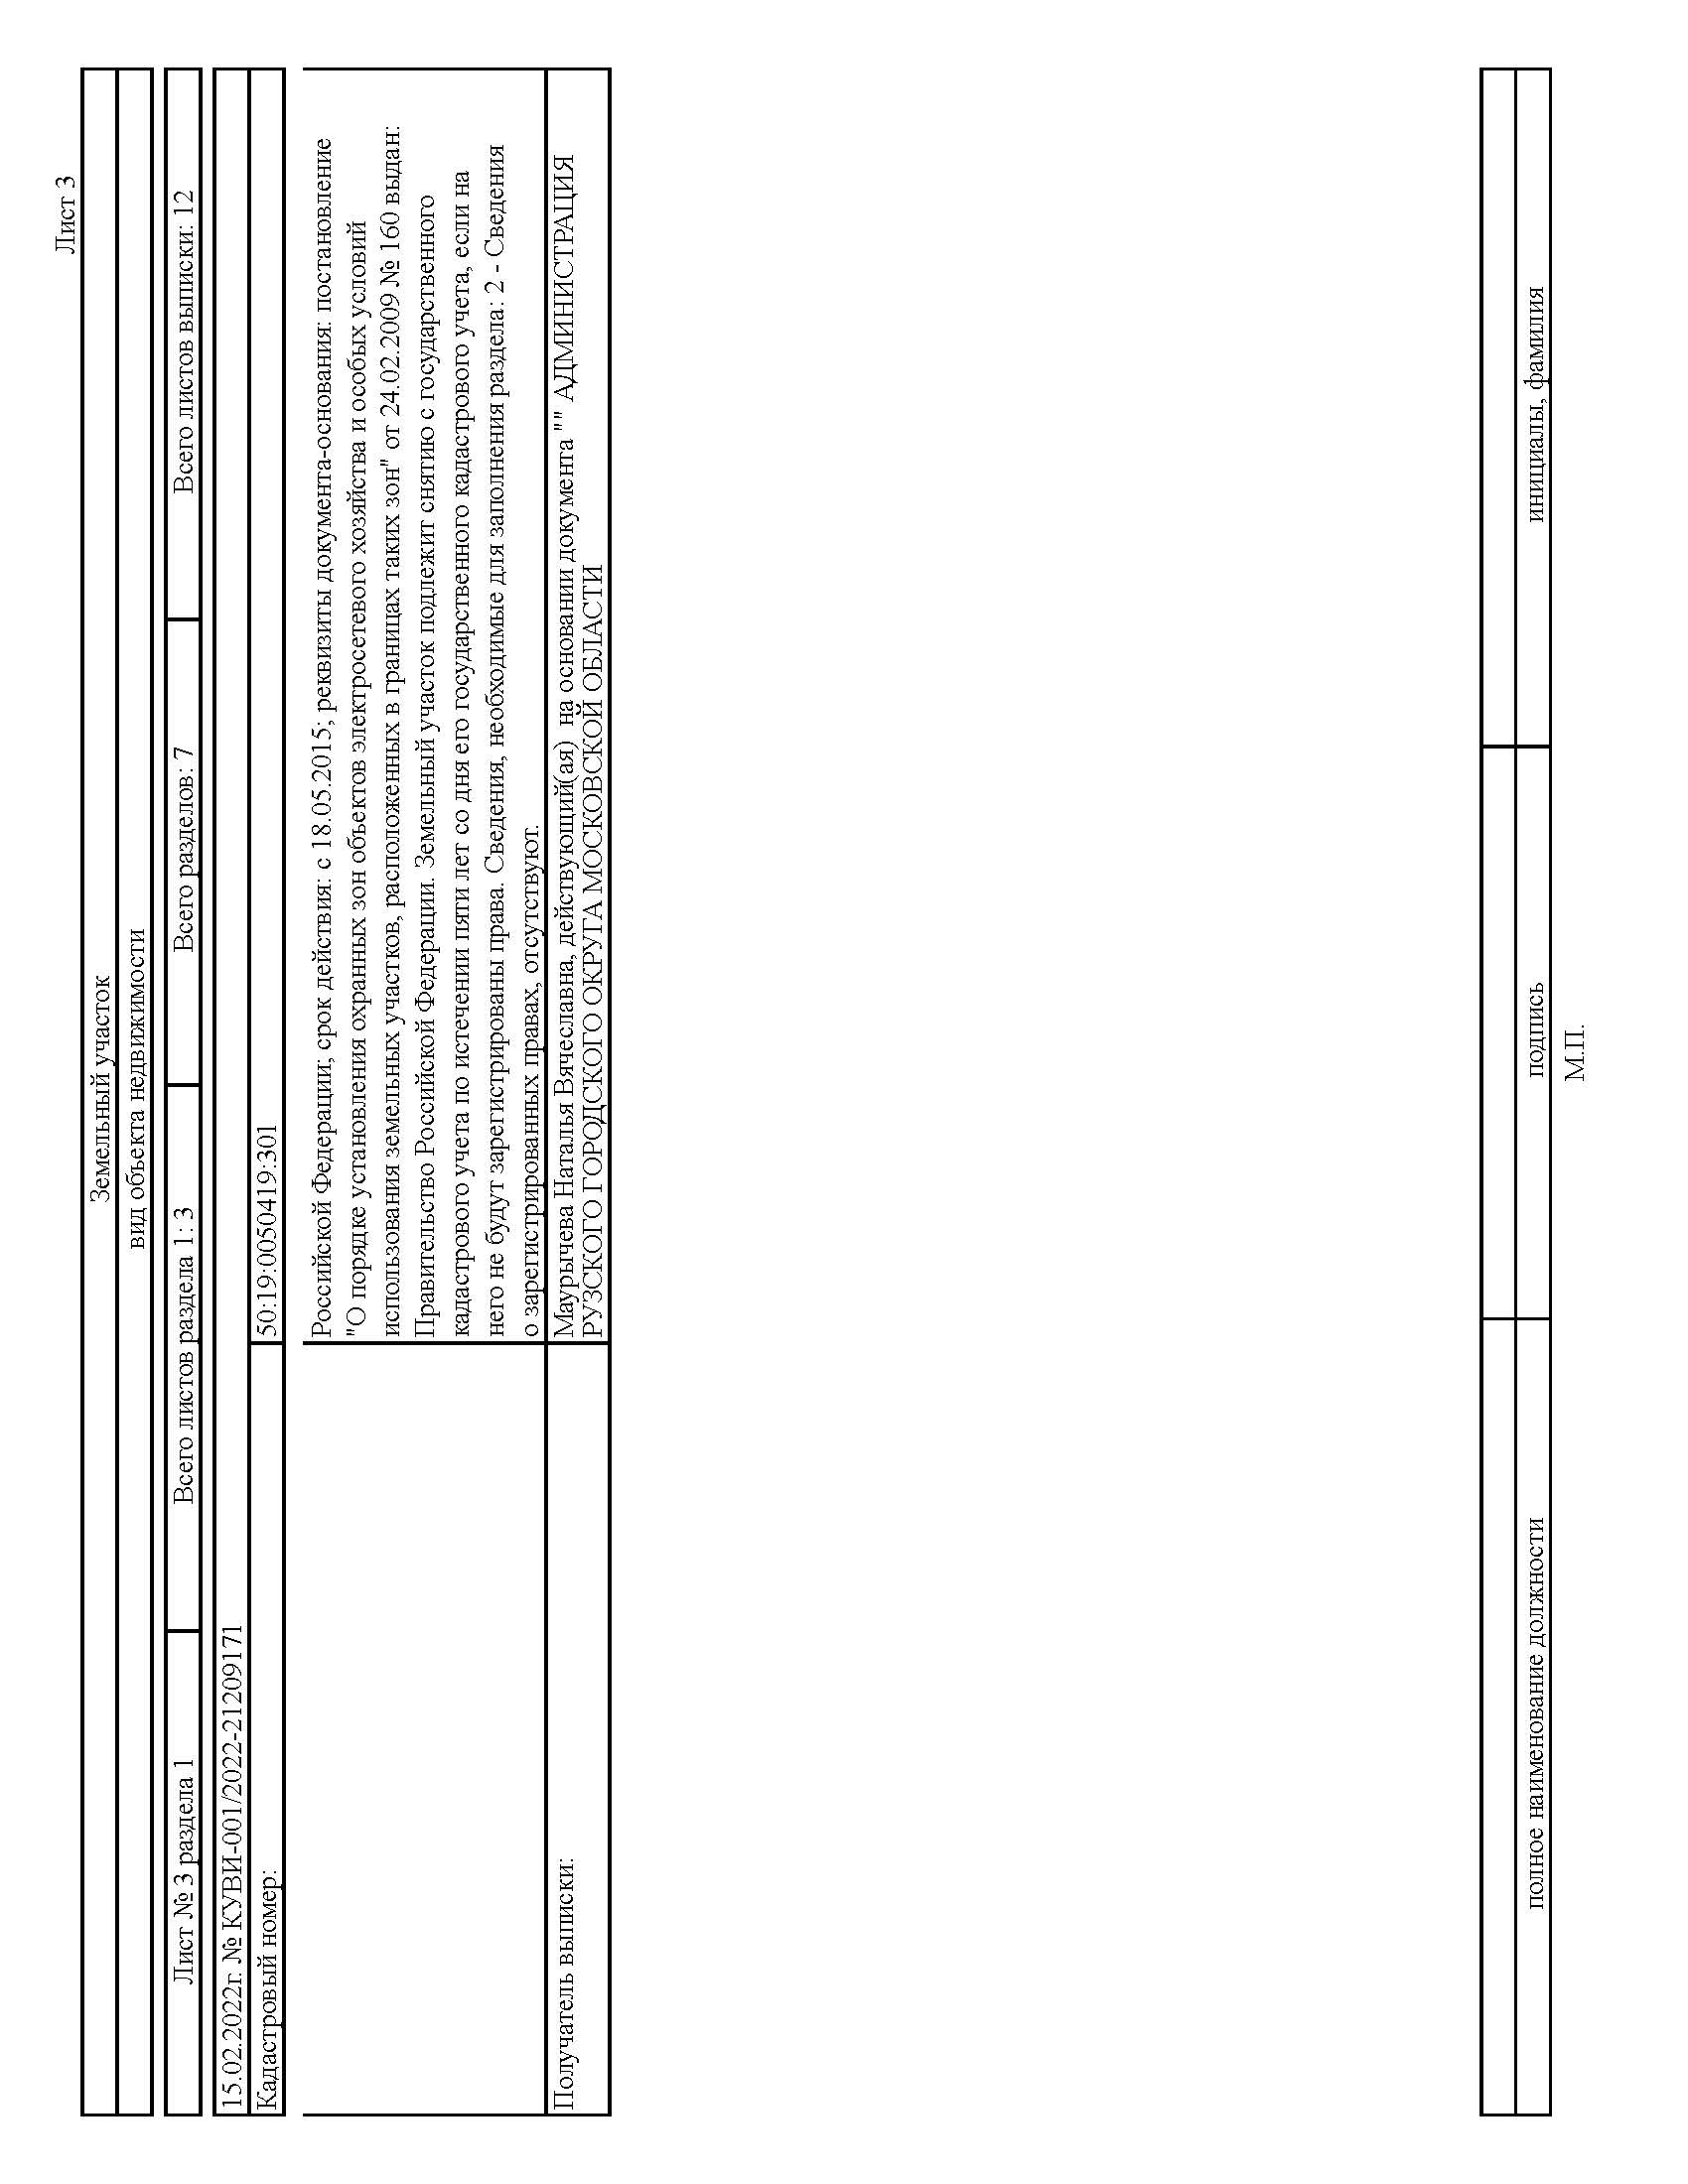 Лист 3
Земельный участок
вид объекта недвижимости
Лист № 3 раздела 1
Всего листов раздела 1: 3
Всего разделов: 7
Всего листов выписки: 12
15.02.2022г. № КУВИ-001/2022-21209171
Кадастровый номер:
50:19:0050419:301
Российской Федерации; срок действия: с 18.05.2015; реквизиты документа-основания: постановление
"О порядке установления охранных зон объектов электросетевого хозяйства и особых условий
использования земельных участков, расположенных в границах таких зон" от 24.02.2009 № 160 выдан:
Правительство Российской Федерации. Земельный участок подлежит снятию с государственного
кадастрового учета по истечении пяти лет со дня его государственного кадастрового учета, если на
него не будут зарегистрированы права. Сведения, необходимые для заполнения раздела: 2 - Сведения
о зарегистрированных правах, отсутствуют.
Получатель выписки:
Маурычева Наталья Вячеславна, действующий(ая) на основании документа "" АДМИНИСТРАЦИЯ
РУЗСКОГО ГОРОДСКОГО ОКРУГА МОСКОВСКОЙ ОБЛАСТИ
полное наименование должности
подпись
инициалы, фамилия
М.П.